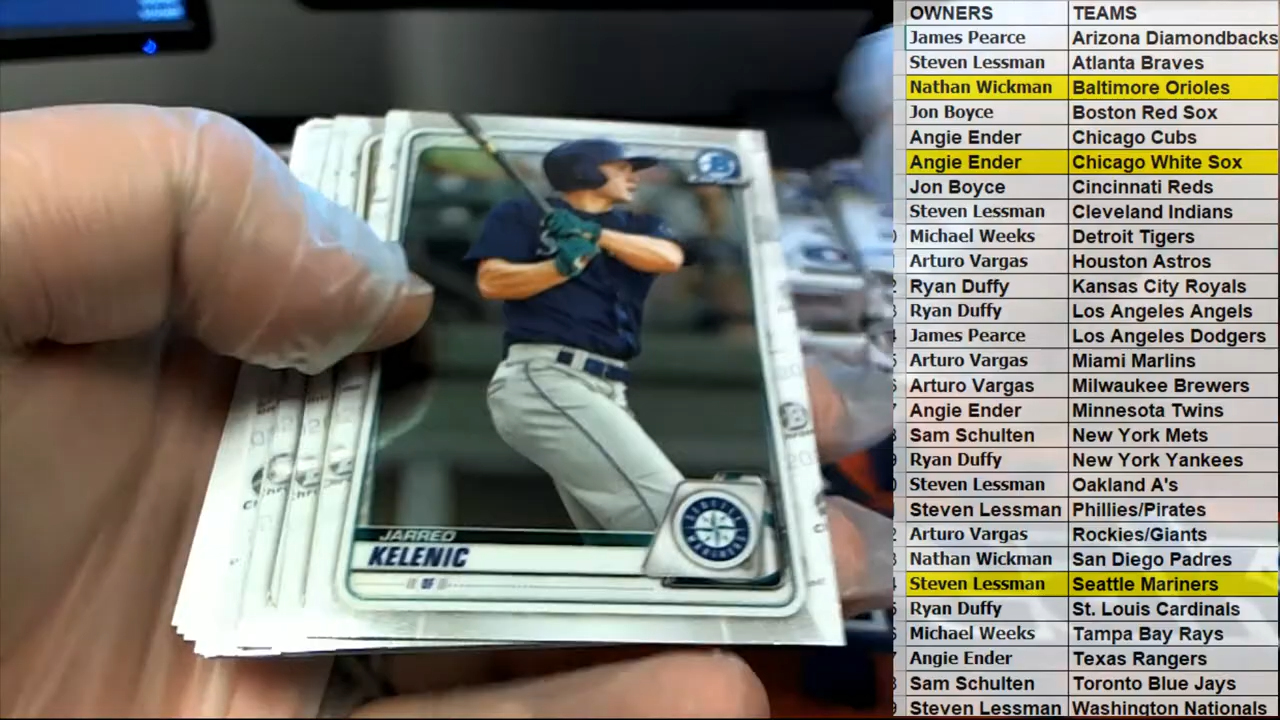 JARRED
KELENIC
OF
OWNERS TEAMS
James Pearce Arizona Diamondbacks
Steven Lessman Atlanta Braves
Nathan Wickman Baltimore Orioles
Jon Boyce Boston Red Sox
Angie Ender Chicago Cubs
Angie Ender Chicago White Sox
Jon Boyce Cincinnati Reds
Steven Lessman Cleveland Indians
Michael Weeks Detroit Tigers
Arturo Vargas Houston Astros
Ryan Duffy Kansas City Royals
Ryan Duffy Los Angeles Angels
James Pearce Los Angeles Dodgers
Arturo Vargas Miami Marlins
Arturo Vargas Milwaukee Brewers
Angie Ender Minnesota Twins
Sam Schulten New York Mets
Ryan Duffy New York Yankees
Steven Lessman Oakland A's
Steven Lessman Phillies/Pirates
Arturo Vargas Rockies/Giants
Nathan Wickman San Diego Padres
Steven Lessman Seattle Mariners
Ryan Duffy St. Louis Cardinals
Michael Weeks Tampa Bay Rays
Angie Ender Texas Rangers
Sam Schulten Toronto Blue Jays
Steven Lessman Washington Nationals